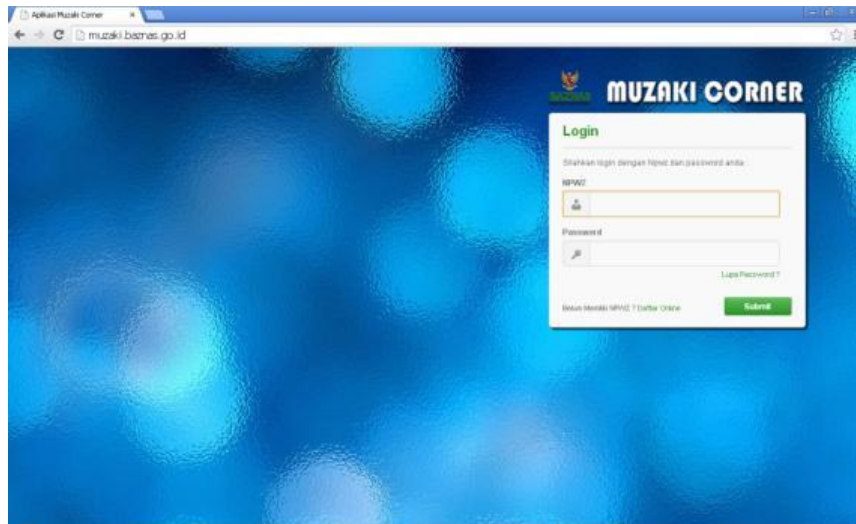 Aplikasi Muzaki Corner
muzaki.baznas.go.id
BAZNAS
MUZAKI CORNER
Login
Silahkan login dengan Npwz dan password anda
NPWZ
Password
Lupa Password ?
Belum Memiliki NPWZ ? Daftar Online
Submit